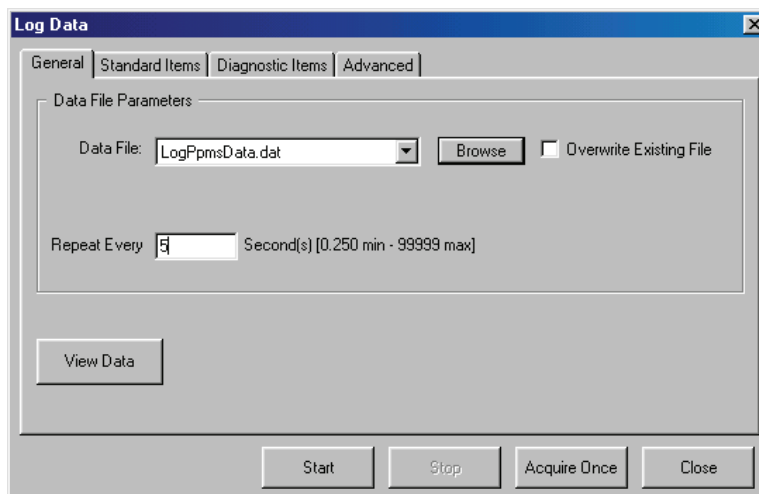 Log Data
General Standard Items Diagnostic Items Advanced
Data File Parameters
Data File: LogPpmsData.dat Browse Overwrite Existing File
Repeat Every 5 Second(s) [0.250 min - 99999 max]
View Data
Start Stop Acquire Once Close